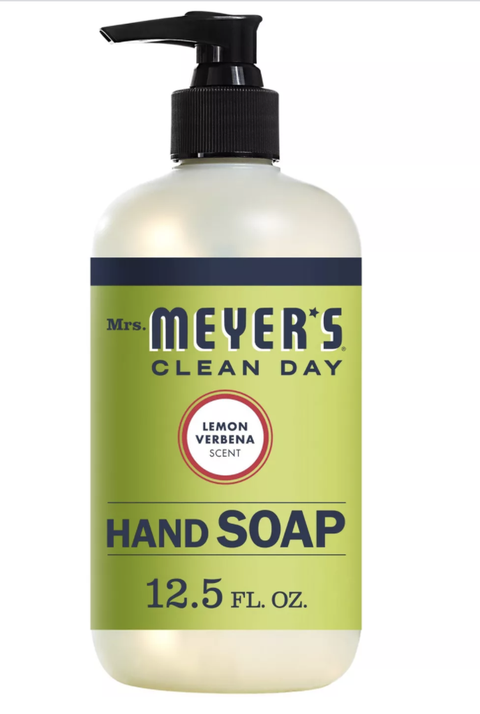 Mrs. MEYER'S®
CLEAN DAY
LEMON
VERBENA
SCENT
HAND SOAP
12.5 FL. OZ.